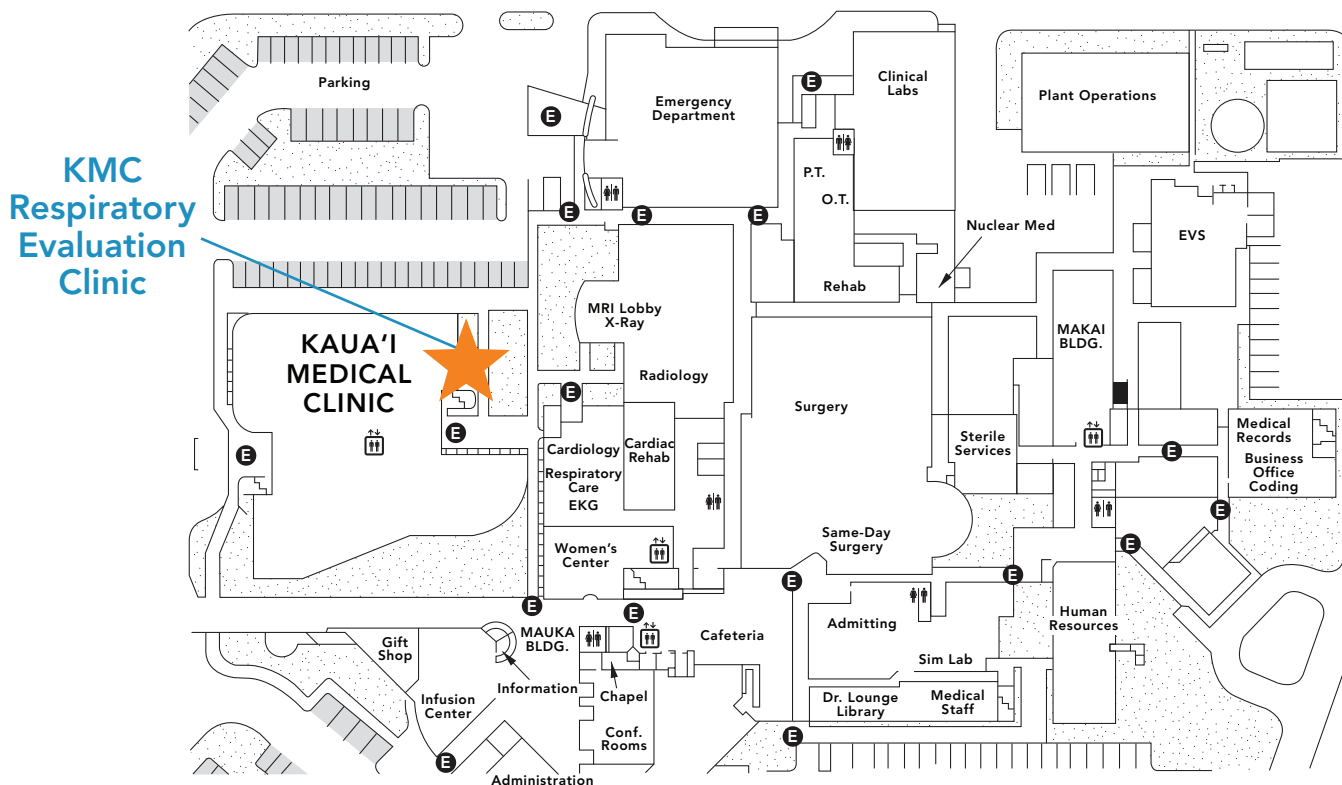 Parking
E
Emergency
Department
E
Clinical
Labs
Plant Operations
KMC
Respiratory
Evaluation
Clinic
P.T.
O.T.
E
E
E
Nuclear Med
EVS
Rehab
MRI Lobby
X-Ray
KAUAʻI
MEDICAL
CLINIC
MAKAI
BLDG.
Radiology
E
Surgery
E
E
Cardiology
Respiratory
Care
EKG
Cardiac
Rehab
Sterile
Services
Medical
Records
Business
Office
Coding
E
E
Same-Day
Surgery
Women's
Center
E
E
E
E
E
MAUKA
BLDG.
Gift
Shop
Cafeteria
Admitting
Human
Resources
Sim Lab
Information
Infusion
Center
Chapel
Dr. Lounge
Library
Medical
Staff
Conf.
Rooms
E
E
Administration